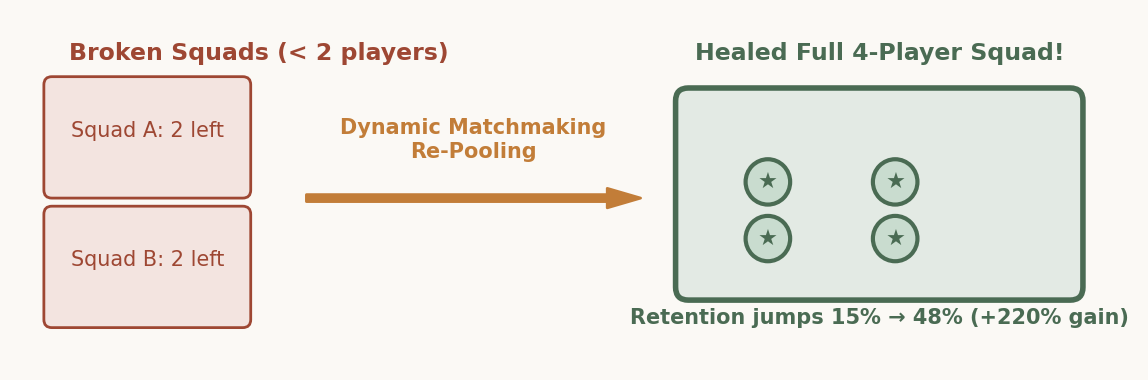 Broken Squads (< 2 players)
Squad A: 2 left
Squad B: 2 left
Dynamic Matchmaking
Re-Pooling
Healed Full 4-Player Squad!
★ ★
★ ★
Retention jumps 15% → 48% (+220% gain)